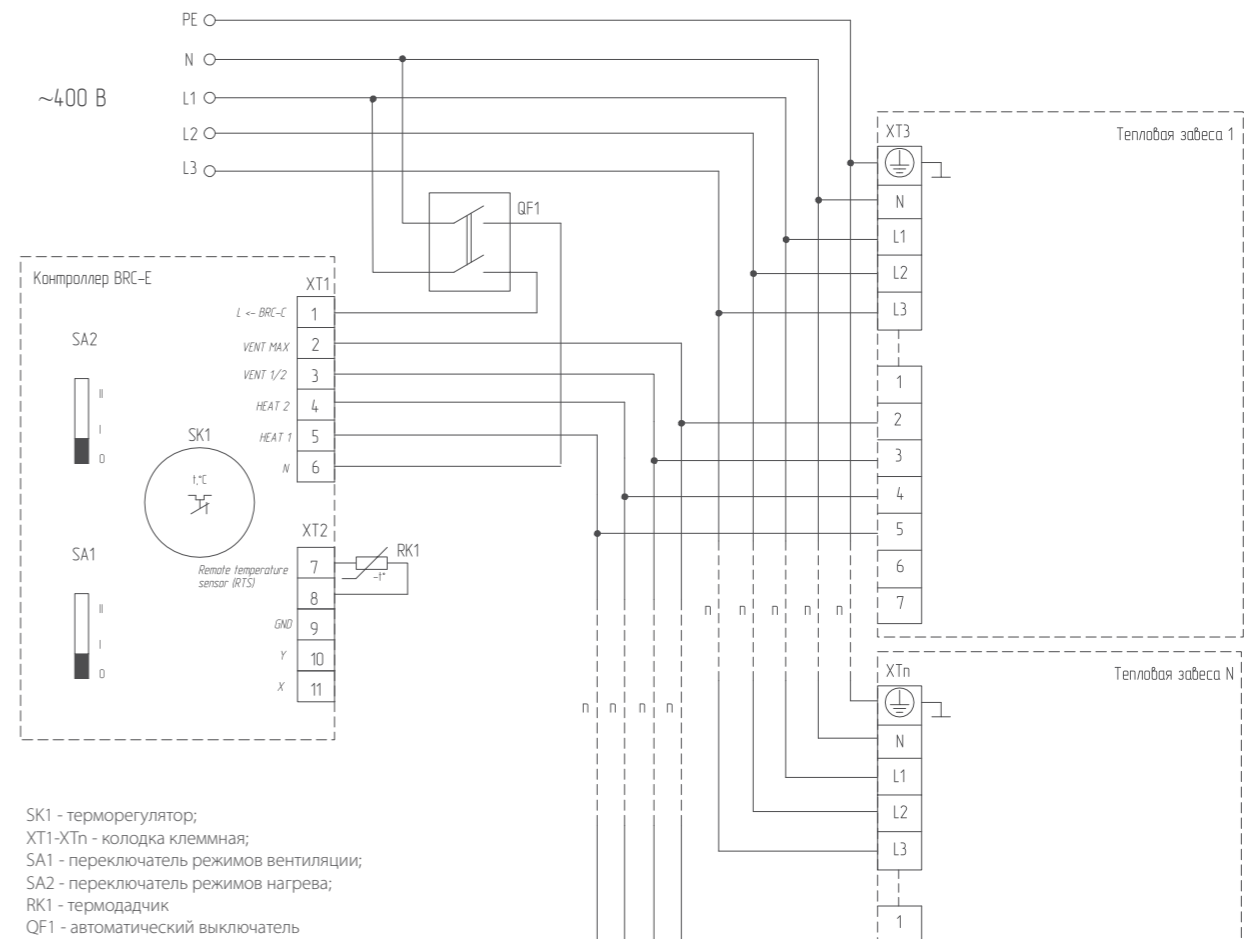 PE
N
~400 В
L1
L2
L3
QF1
XT3
Тепловая завеса 1
N
L1
L2
L3
1
2
3
4
5
6
7
Контроллер BRC-E
XT1
SA2
L <- BRC-C 1
VENT MAX 2
VENT 1/2 3
HEAT 2 4
HEAT 1 5
N 6
II
I
0
SK1
t,°C
XT2
SA1
Remote temperature
sensor (RTS)
7
8
GND 9
Y 10
X 11
RK1
-t°
II
I
0
n n n n n
n n n n
XTn
Тепловая завеса N
N
L1
L2
L3
1
SK1 - терморегулятор;
XT1-XTn - колодка клеммная;
SA1 - переключатель режимов вентиляции;
SA2 - переключатель режимов нагрева;
RK1 - термодадчик
QF1 - автоматический выключатель